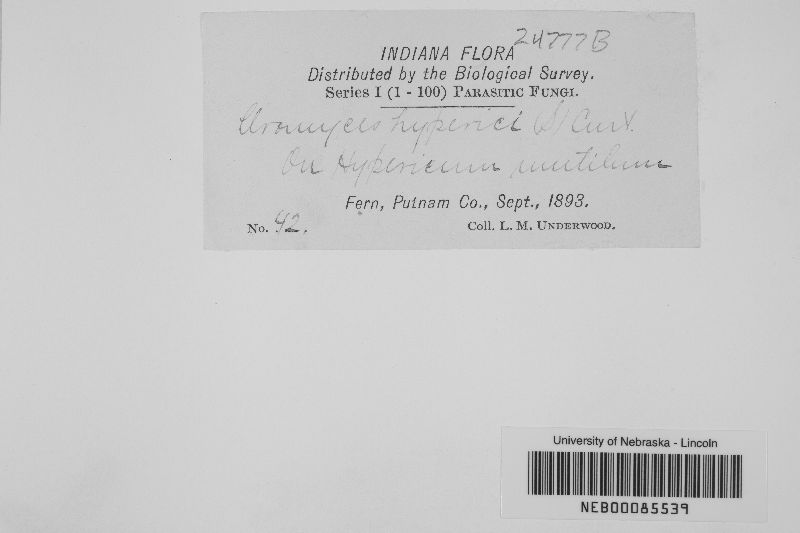 24777B
INDIANA FLORA
Distributed by the Biological Survey.
Series I (1 - 100) PARASITIC FUNGI.
Uromyces hyperici (S) Curt.
On Hypericum mutilum
Fern, Putnam Co., Sept., 1893.
No. 42.
Coll. L. M. UNDERWOOD.
University of Nebraska - Lincoln
NEB00085539